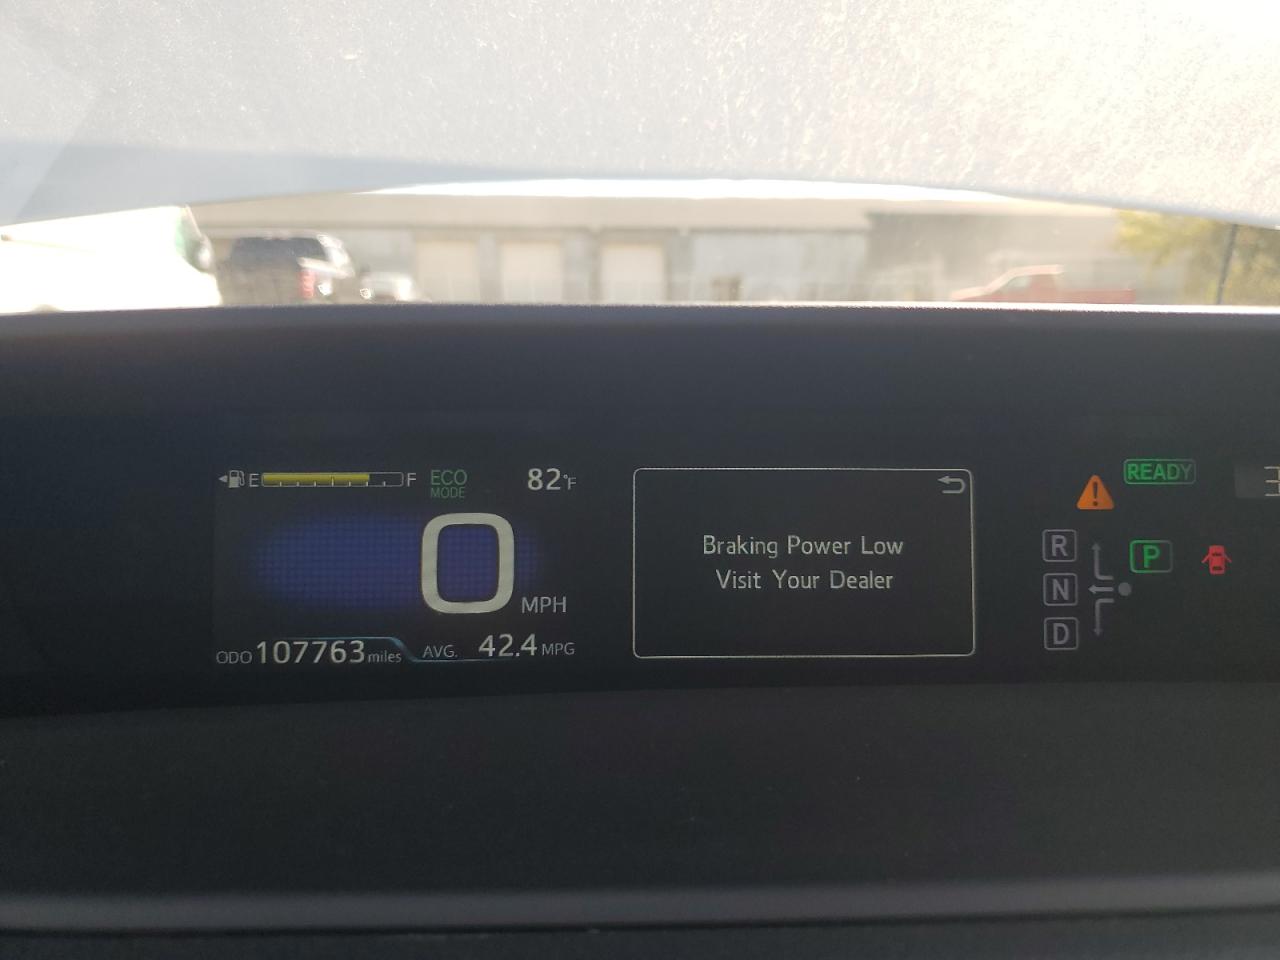 E F ECO MODE 82°F
0 MPH
ODO 107763 miles AVG. 42.4 MPG
Braking Power Low
Visit Your Dealer
READY
R
P
N
D